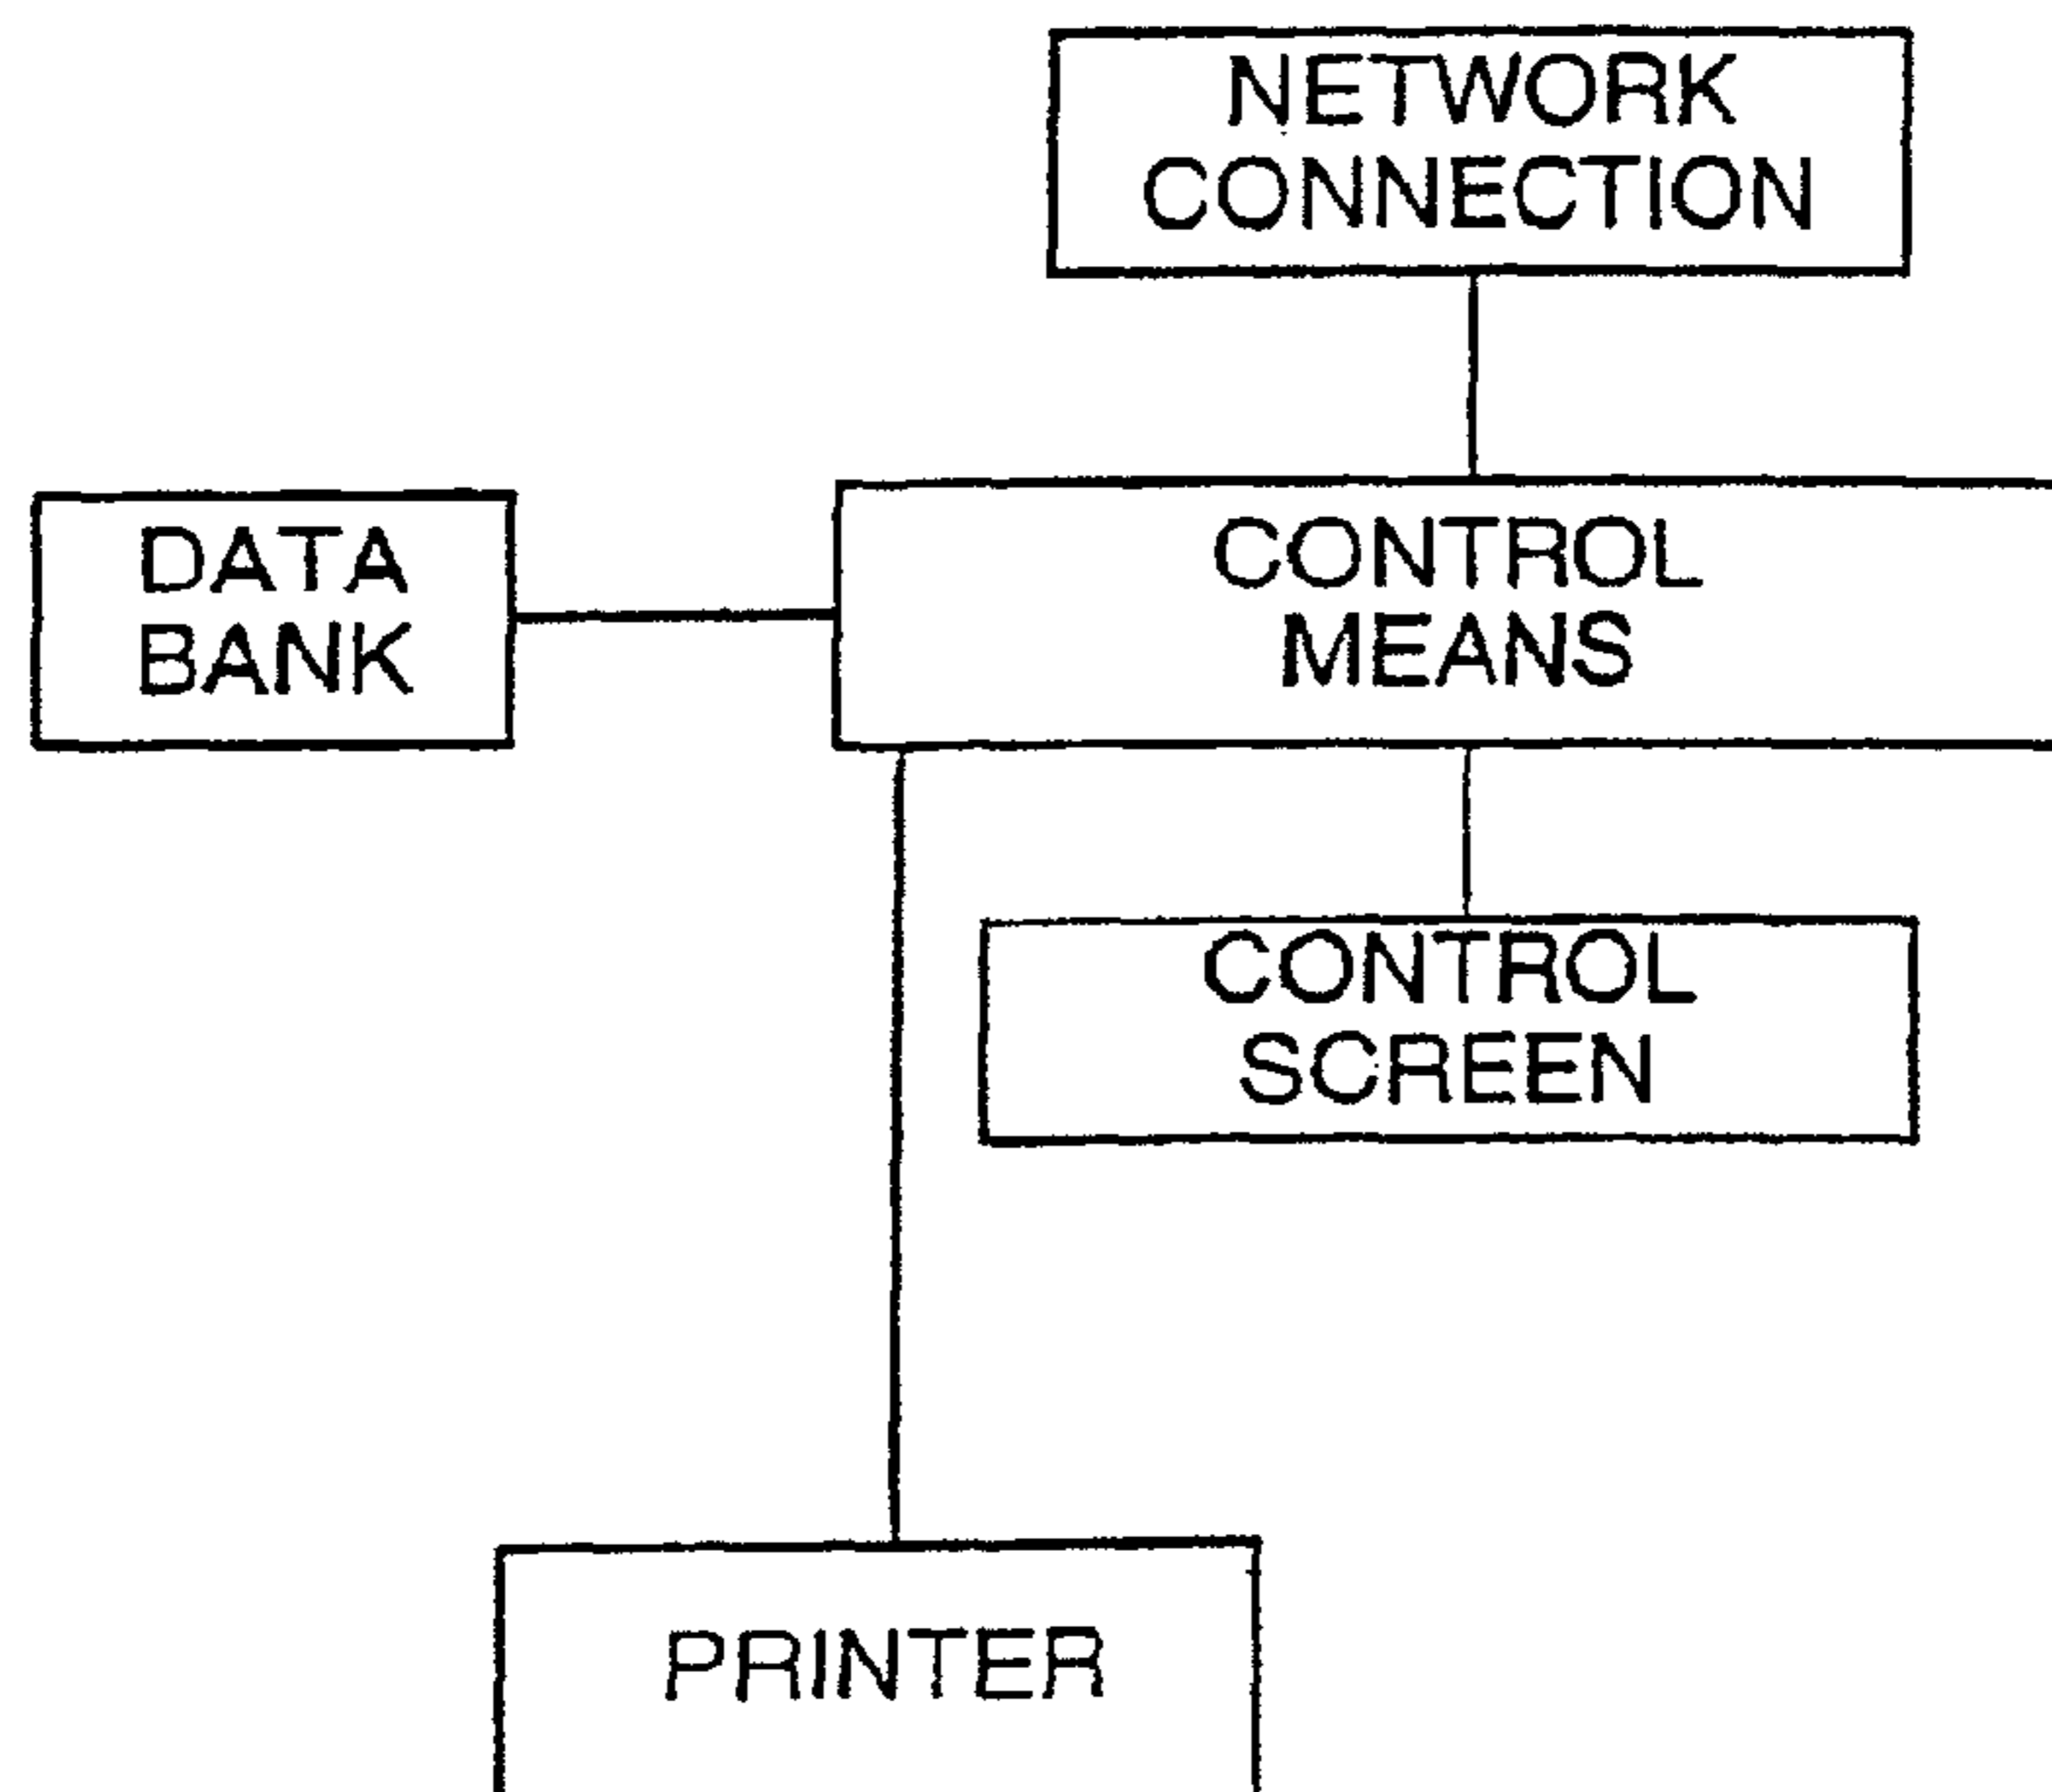 NETWORK
CONNECTION
DATA
BANK
CONTROL
MEANS
CONTROL
SCREEN
PRINTER